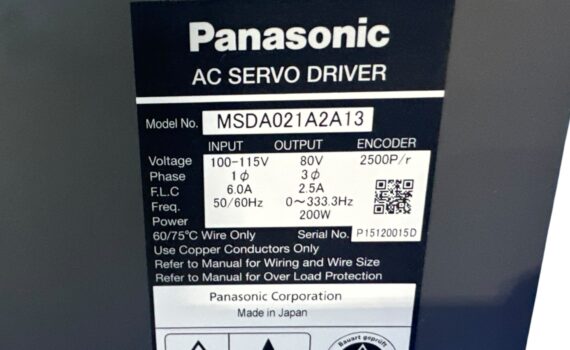 Panasonic
AC SERVO DRIVER
Model No. MSDA021A2A13
INPUT OUTPUT ENCODER
Voltage 100-115V 80V 2500P/r
Phase 1ϕ 3ϕ
F.L.C 6.0A 2.5A
Freq. 50/60Hz 0～333.3Hz
Power 200W
60/75℃ Wire Only Serial No. P15120015D
Use Copper Conductors Only
Refer to Manual for Wiring and Wire Size
Refer to Manual for Over Load Protection
Panasonic Corporation
Made in Japan
Bauart geprüft